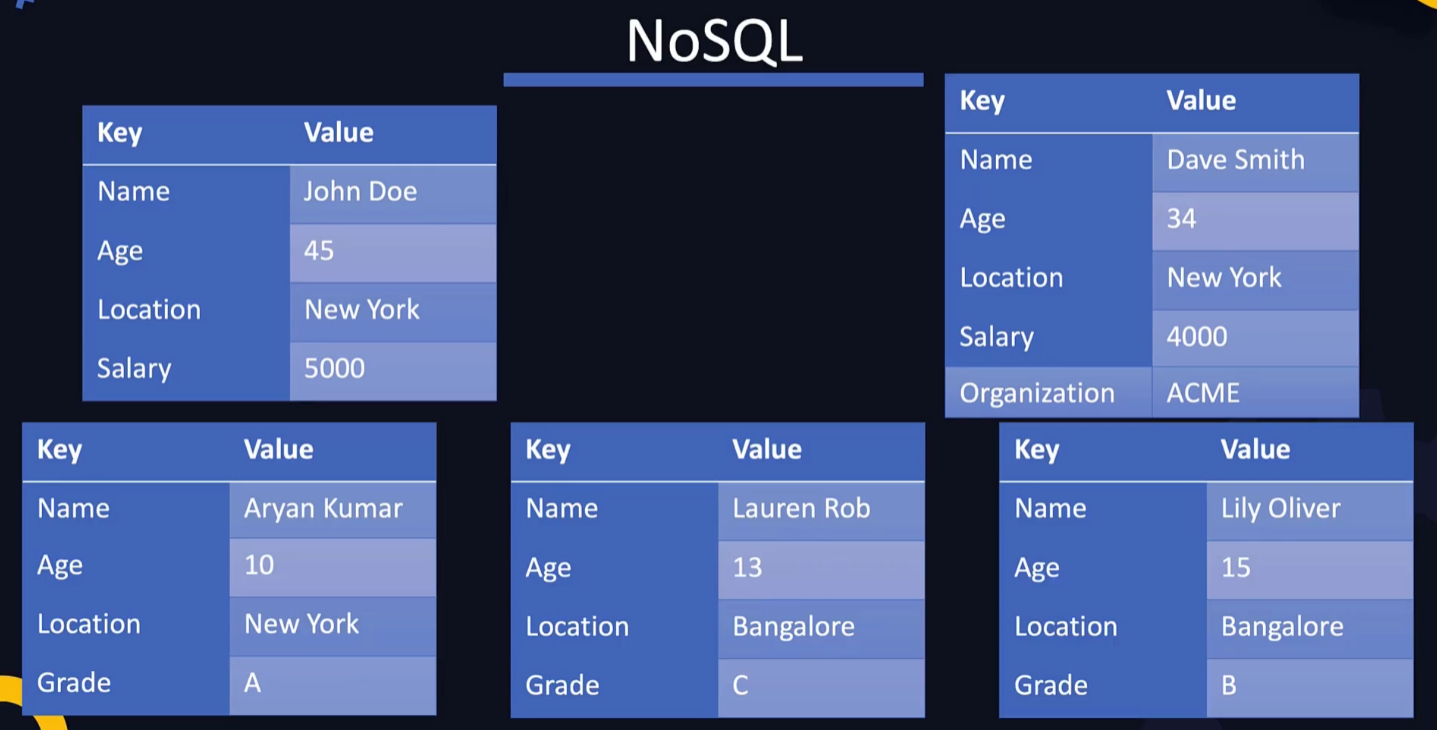 NoSQL
Key Value
Name John Doe
Age 45
Location New York
Salary 5000
Key Value
Name Dave Smith
Age 34
Location New York
Salary 4000
Organization ACME
Key Value
Name Aryan Kumar
Age 10
Location New York
Grade A
Key Value
Name Lauren Rob
Age 13
Location Bangalore
Grade C
Key Value
Name Lily Oliver
Age 15
Location Bangalore
Grade B